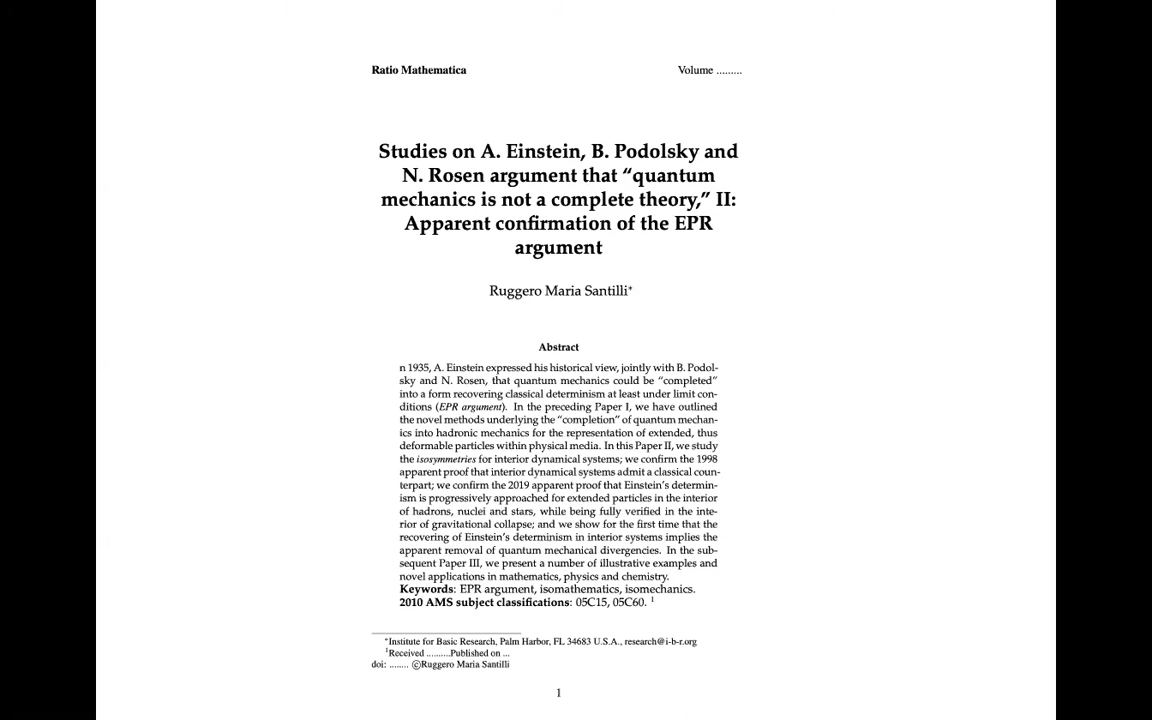 Ratio Mathematica Volume .........
Studies on A. Einstein, B. Podolsky and
N. Rosen argument that “quantum
mechanics is not a complete theory,” II:
Apparent confirmation of the EPR
argument
Ruggero Maria Santilli*
Abstract
n 1935, A. Einstein expressed his historical view, jointly with B. Podol-
sky and N. Rosen, that quantum mechanics could be “completed”
into a form recovering classical determinism at least under limit con-
ditions (EPR argument). In the preceding Paper I, we have outlined
the novel methods underlying the “completion” of quantum mechan-
ics into hadronic mechanics for the representation of extended, thus
deformable particles within physical media. In this Paper II, we study
the isosymmetries for interior dynamical systems; we confirm the 1998
apparent proof that interior dynamical systems admit a classical coun-
terpart; we confirm the 2019 apparent proof that Einstein’s determin-
ism is progressively approached for extended particles in the interior
of hadrons, nuclei and stars, while being fully verified in the inte-
rior of gravitational collapse; and we show for the first time that the
recovering of Einstein’s determinism in interior systems implies the
apparent removal of quantum mechanical divergencies. In the sub-
sequent Paper III, we present a number of illustrative examples and
novel applications in mathematics, physics and chemistry.
Keywords: EPR argument, isomathematics, isomechanics.
2010 AMS subject classifications: 05C15, 05C60. 1
*Institute for Basic Research, Palm Harbor, FL 34683 U.S.A., research@i-b-r.org
1Received ..........Published on ...
doi: ........ ©Ruggero Maria Santilli
1